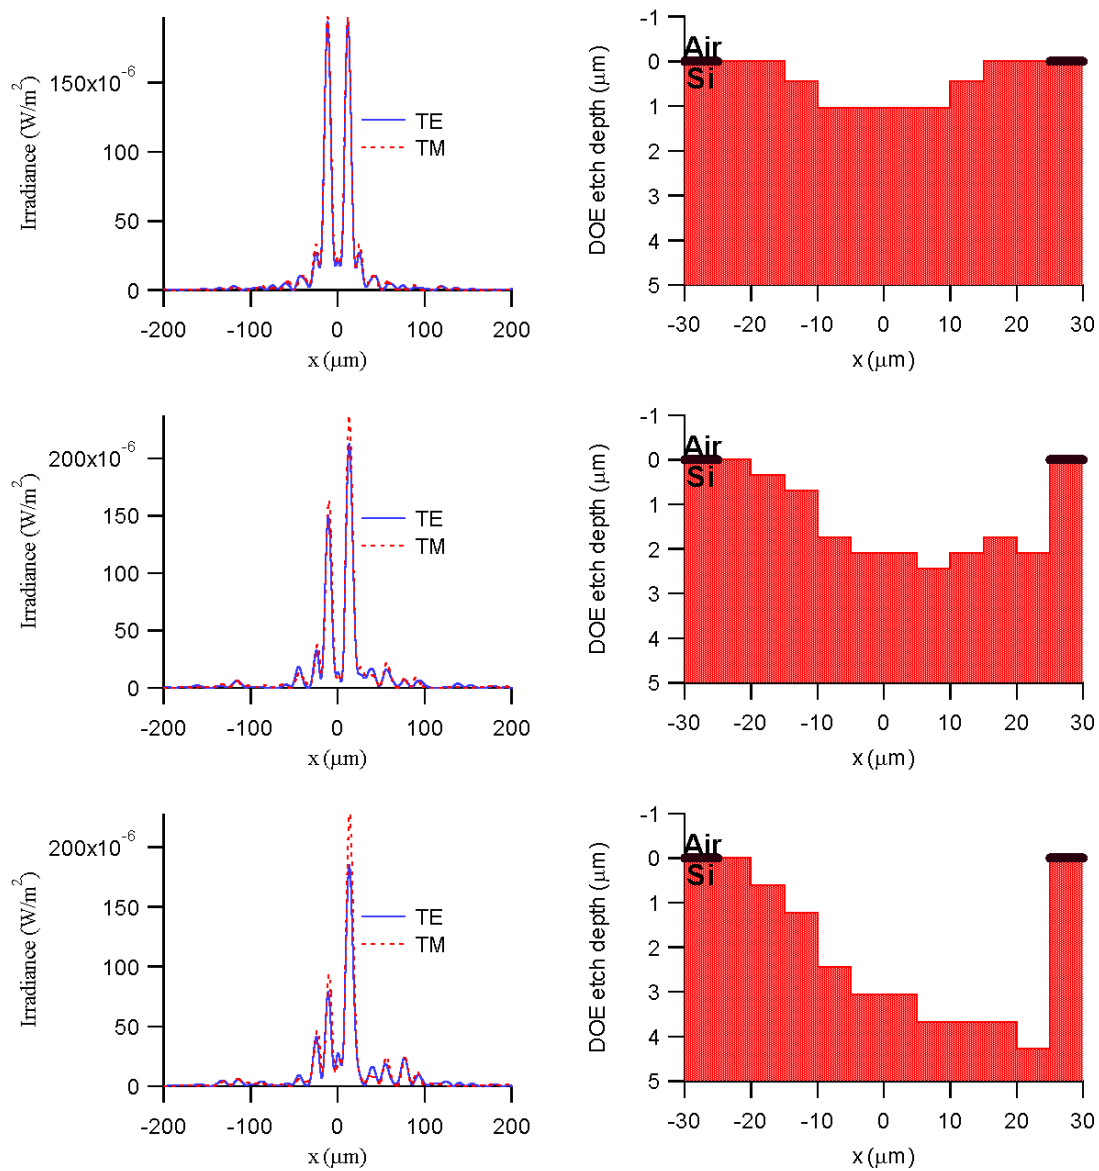 Irradiance (W/m²)
150x10⁻⁶
100
50
0
TE
TM
-200 -100 0 100 200
x (µm)
DOE etch depth (µm)
-1
0
1
2
3
4
5
Air
Si
-30 -20 -10 0 10 20 30
x (µm)
Irradiance (W/m²)
200x10⁻⁶
150
100
50
0
TE
TM
-200 -100 0 100 200
x (µm)
DOE etch depth (µm)
-1
0
1
2
3
4
5
Air
Si
-30 -20 -10 0 10 20 30
x (µm)
Irradiance (W/m²)
200x10⁻⁶
150
100
50
0
TE
TM
-200 -100 0 100 200
x (µm)
DOE etch depth (µm)
-1
0
1
2
3
4
5
Air
Si
-30 -20 -10 0 10 20 30
x (µm)